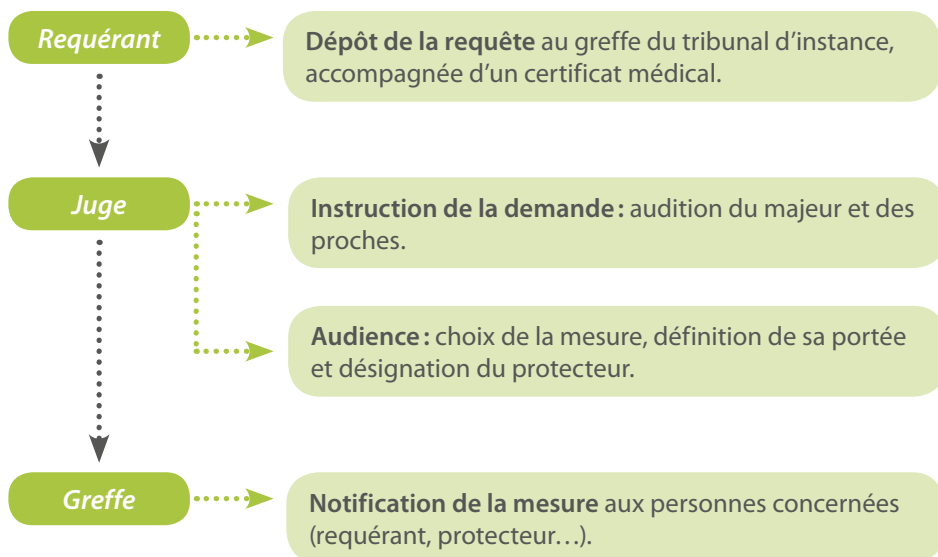 Requérant
Dépôt de la requête au greffe du tribunal d’instance,
accompagnée d’un certificat médical.
Juge
Instruction de la demande : audition du majeur et des
proches.
Audience : choix de la mesure, définition de sa portée
et désignation du protecteur.
Greffe
Notification de la mesure aux personnes concernées
(requérant, protecteur…).